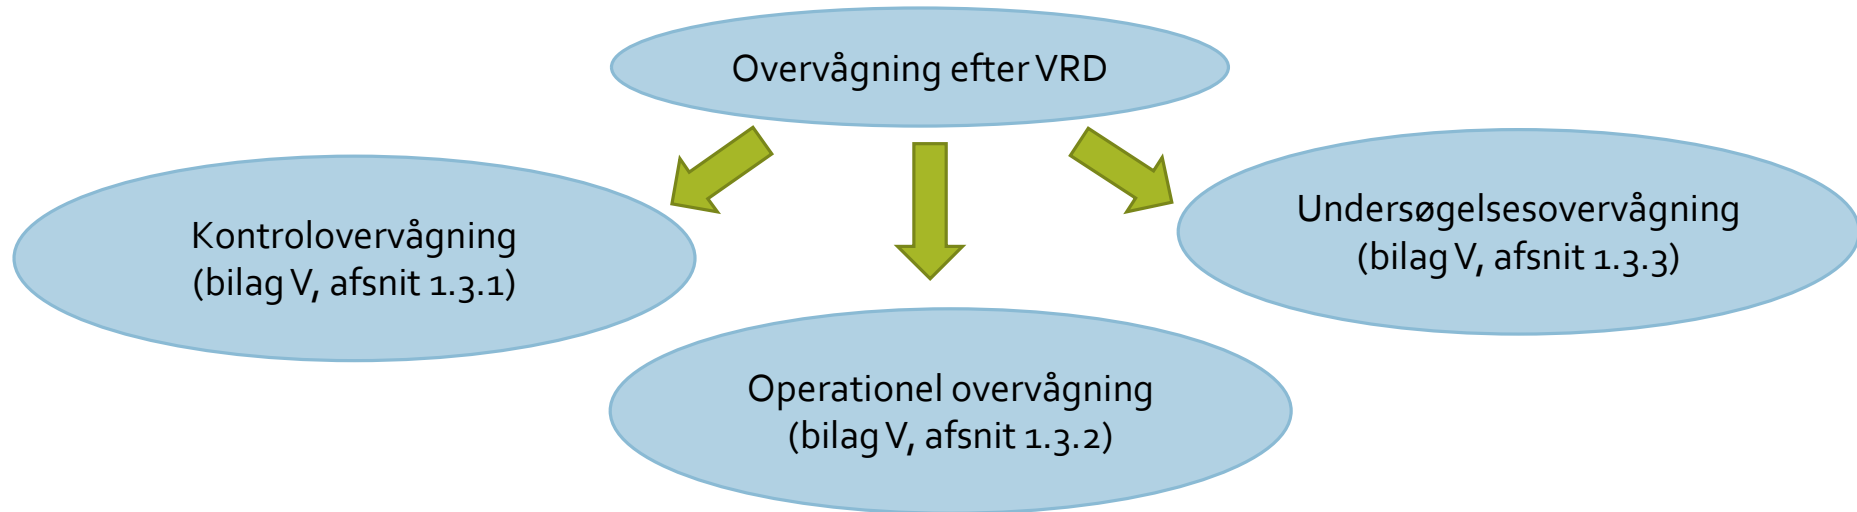 Overvågning efter VRD
Kontrolovervågning
(bilag V, afsnit 1.3.1)
Undersøgelsesovervågning
(bilag V, afsnit 1.3.3)
Operationel overvågning
(bilag V, afsnit 1.3.2)